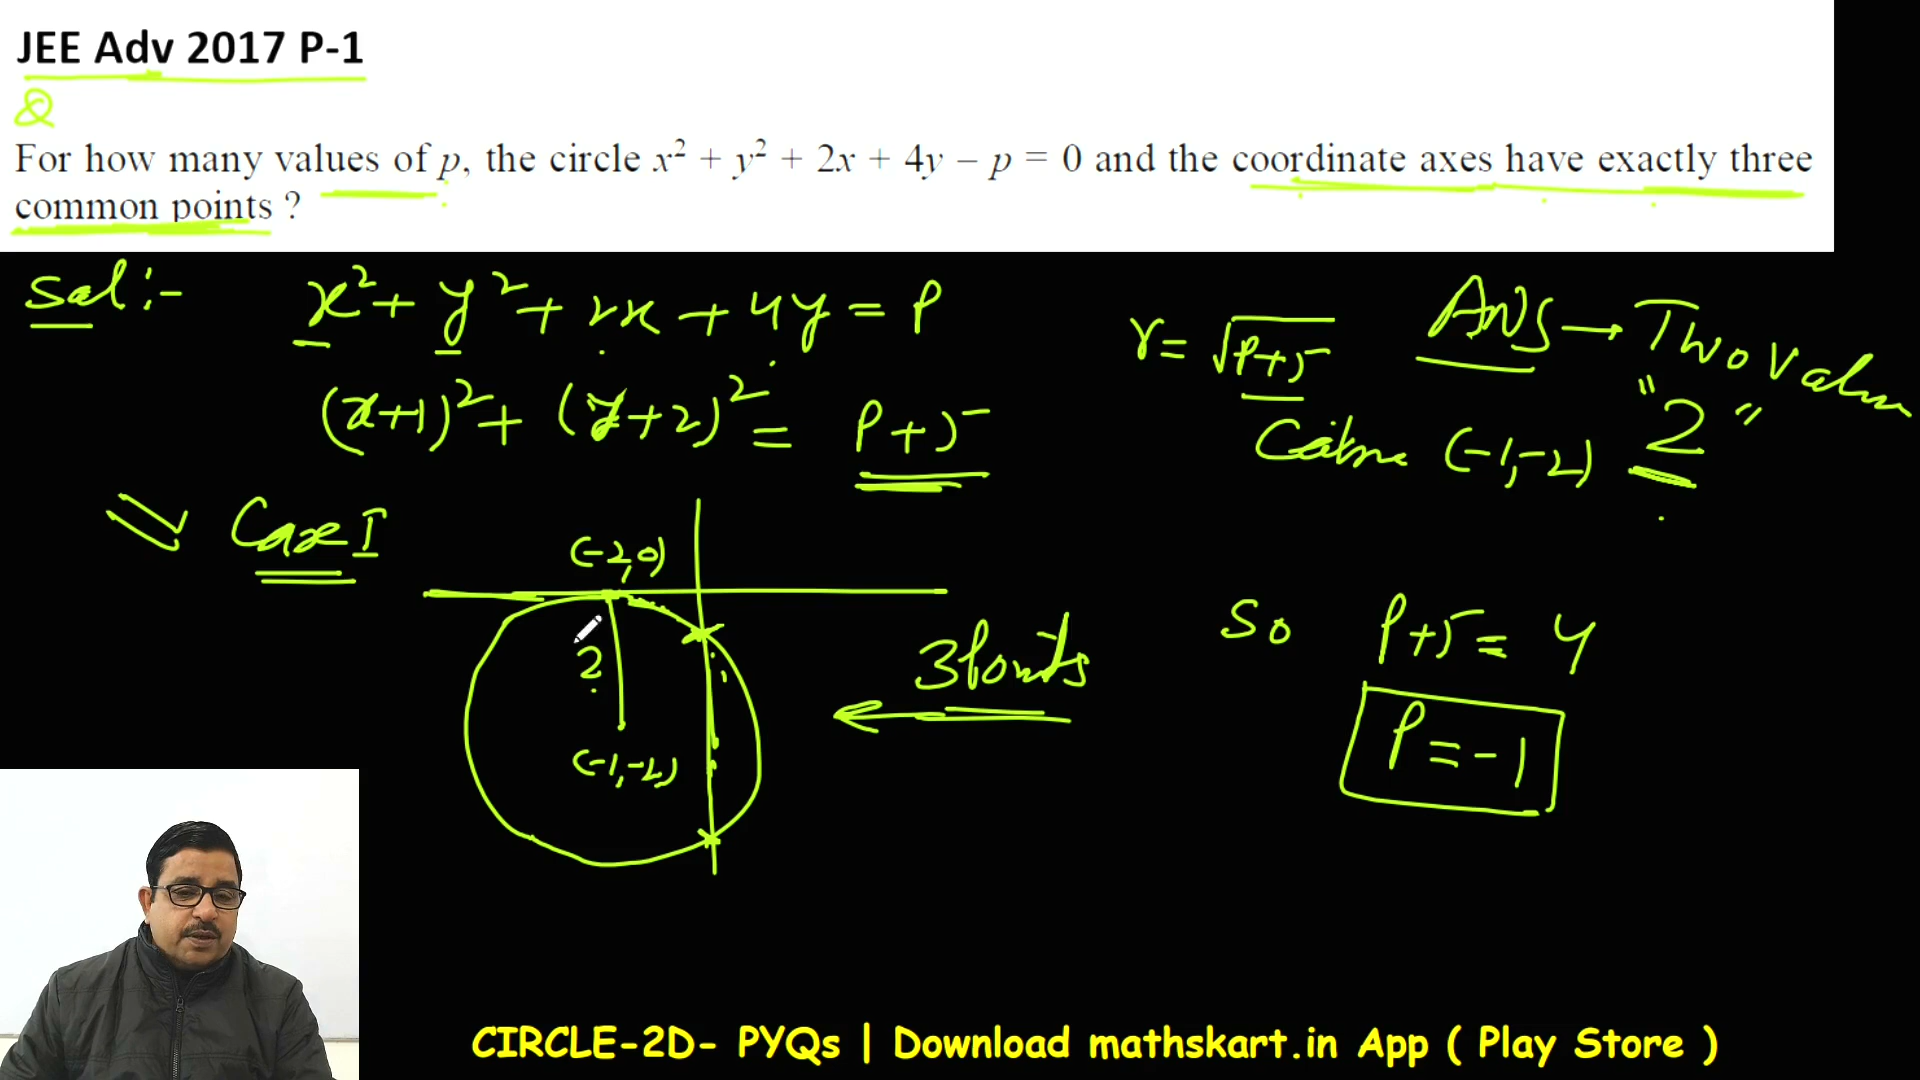 JEE Adv 2017 P-1
Q
For how many values of p, the circle x² + y² + 2x + 4y – p = 0 and the coordinate axes have exactly three
common points ?
Sol :-
x² + y² + 2x + 4y = P
(x+1)² + (y+2)² = P+5
r = √P+5
Centre (-1,-2)
Ans → Two Values
"2"
Case I
(-2,0)
2
(-1,-2)
3 Points
So P+5 = 4
P = -1
CIRCLE-2D- PYQs | Download mathskart.in App ( Play Store )